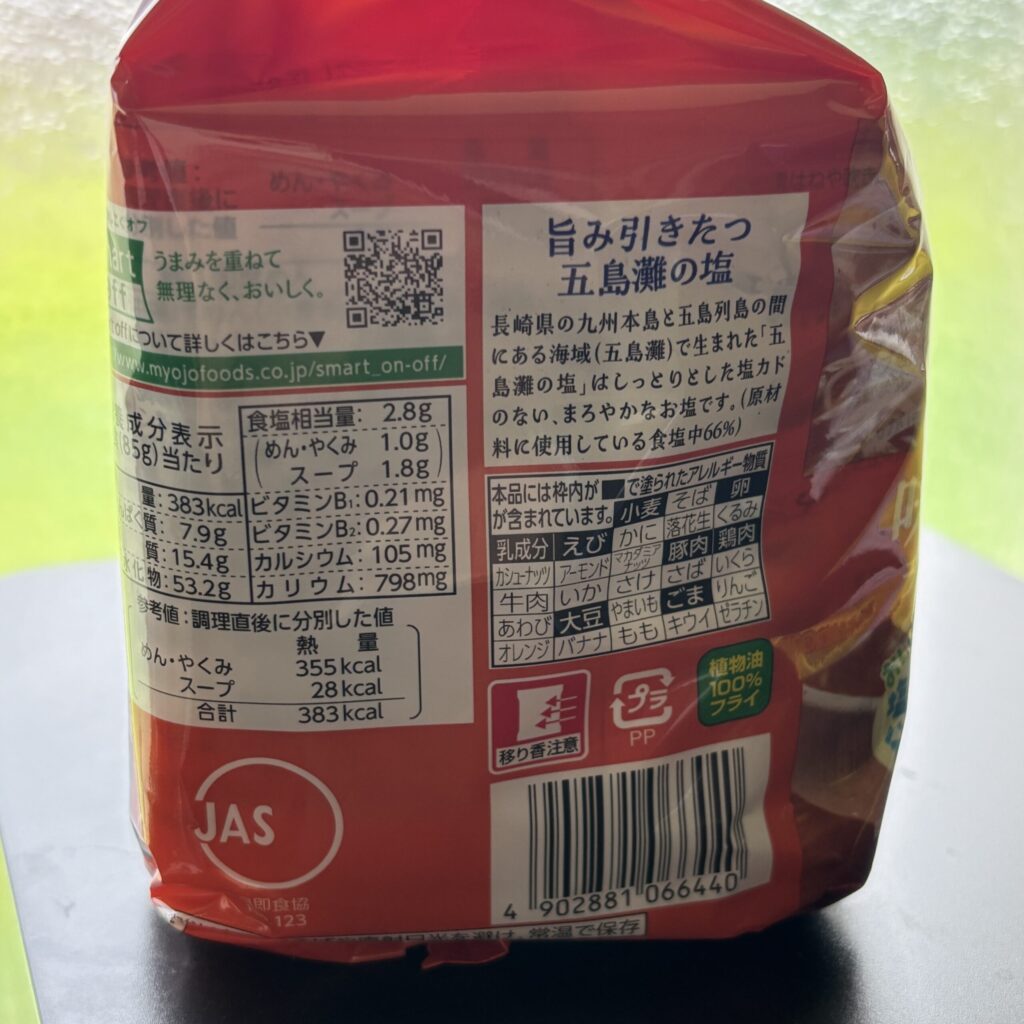 めん・やくみ
スープ
うまみを重ねて
無理なく、おいしく。
offについて詳しくはこちら▼
www.myojofoods.co.jp/smart_on-off/
成分表示
(85g)当たり
量:383kcal
質:7.9g
質:15.4g
化物:53.2g
食塩相当量: 2.8g
(めん・やくみ 1.0g
スープ 1.8g)
ビタミンB1: 0.21mg
ビタミンB2: 0.27mg
カルシウム: 105mg
カリウム: 798mg
参考値:調理直後に分別した値
熱 量
めん・やくみ 355kcal
スープ 28kcal
合計 383kcal
JAS
即食協
123
旨み引きたつ
五島灘の塩
長崎県の九州本島と五島列島の間
にある海域(五島灘)で生まれた「五
島灘の塩」はしっとりとした塩カド
のない、まろやかなお塩です。(原材
料に使用している食塩中66%)
本品には枠内が■で塗られたアレルギー物質
が含まれています。 小麦 そば 卵
乳成分 えび かに 落花生 くるみ
カシューナッツ アーモンド マカダミアナッツ 豚肉 鶏肉
牛肉 いか さけ さば いくら
あわび 大豆 やまいも ごま りんご
オレンジ バナナ もも キウイ ゼラチン
移り香注意
プラ
PP
植物油
100%
フライ
4 902881 066440
常温で保存